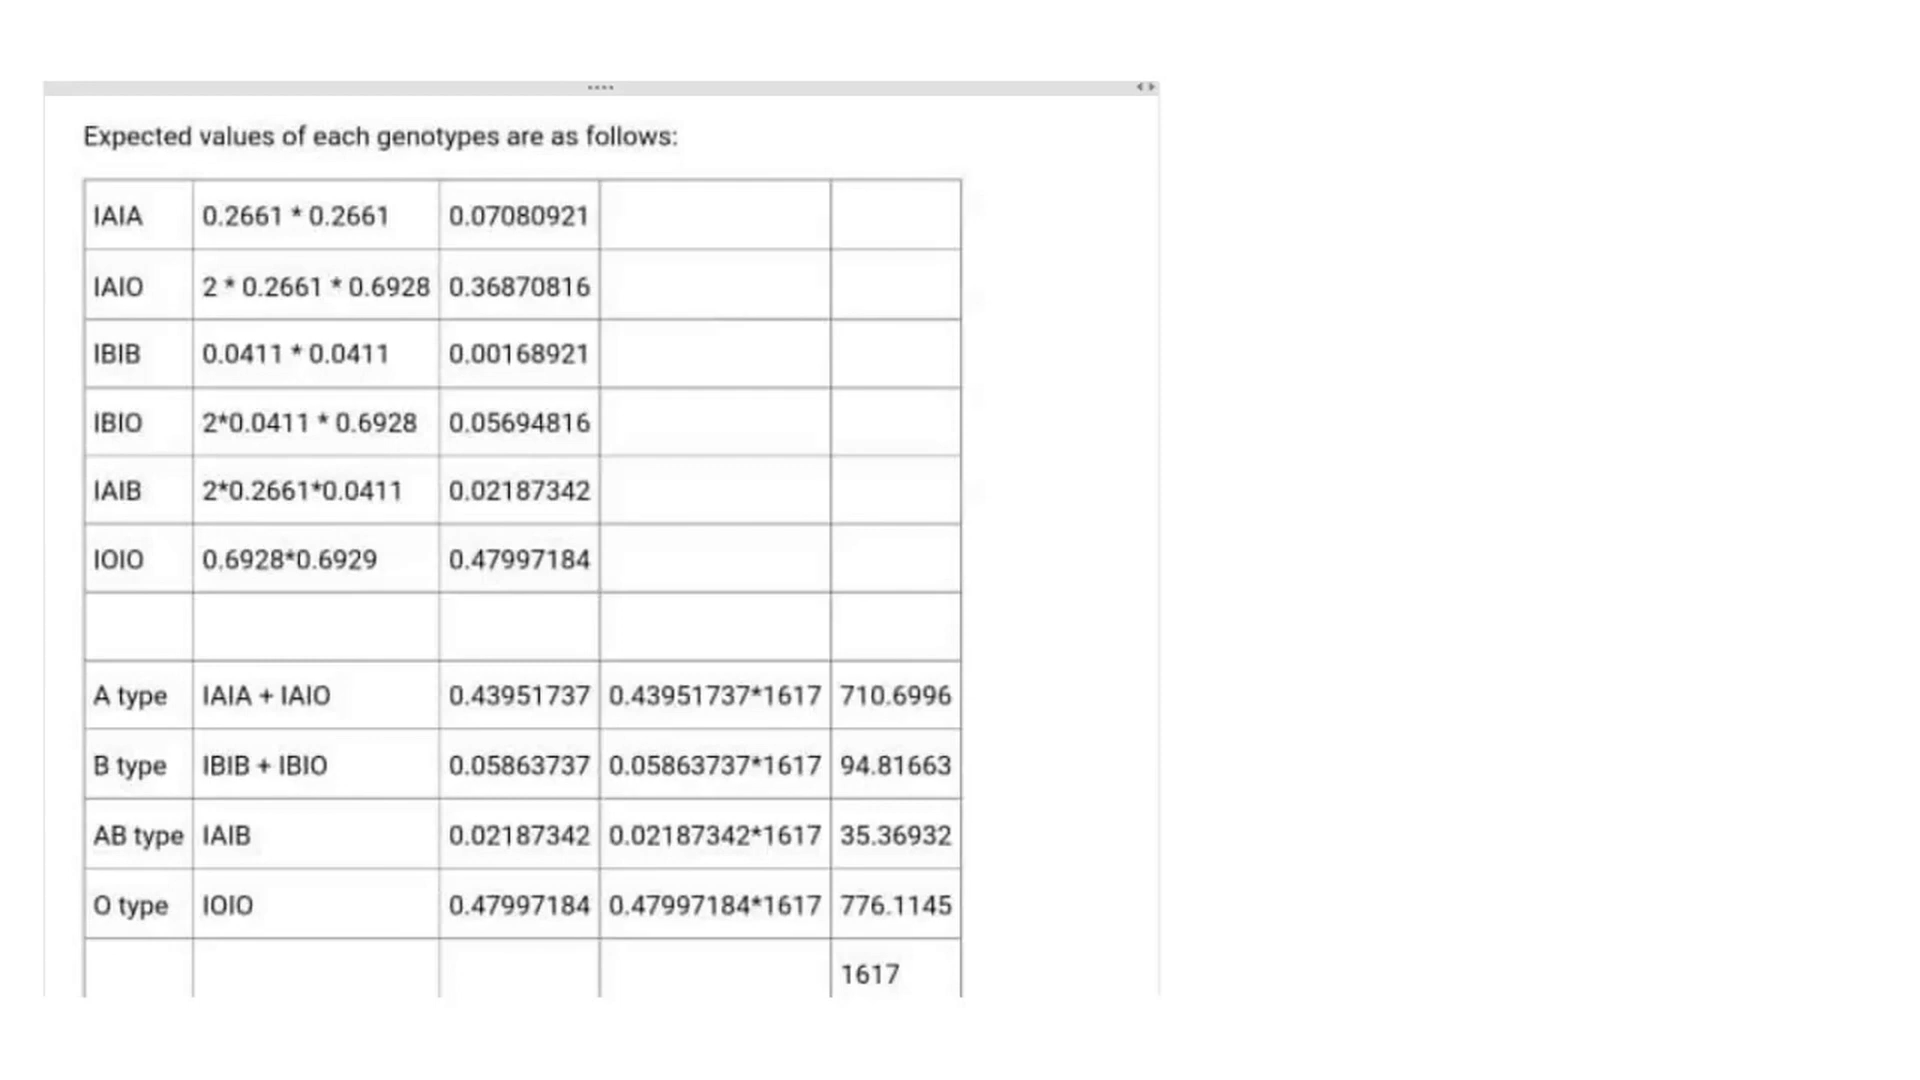 Expected values of each genotypes are as follows:
IAIA 0.2661 * 0.2661 0.07080921
IAIO 2 * 0.2661 * 0.6928 0.36870816
IBIB 0.0411 * 0.0411 0.00168921
IBIO 2*0.0411 * 0.6928 0.05694816
IAIB 2*0.2661*0.0411 0.02187342
IOIO 0.6928*0.6929 0.47997184
A type IAIA + IAIO 0.43951737 0.43951737*1617 710.6996
B type IBIB + IBIO 0.05863737 0.05863737*1617 94.81663
AB type IAIB 0.02187342 0.02187342*1617 35.36932
O type IOIO 0.47997184 0.47997184*1617 776.1145
1617